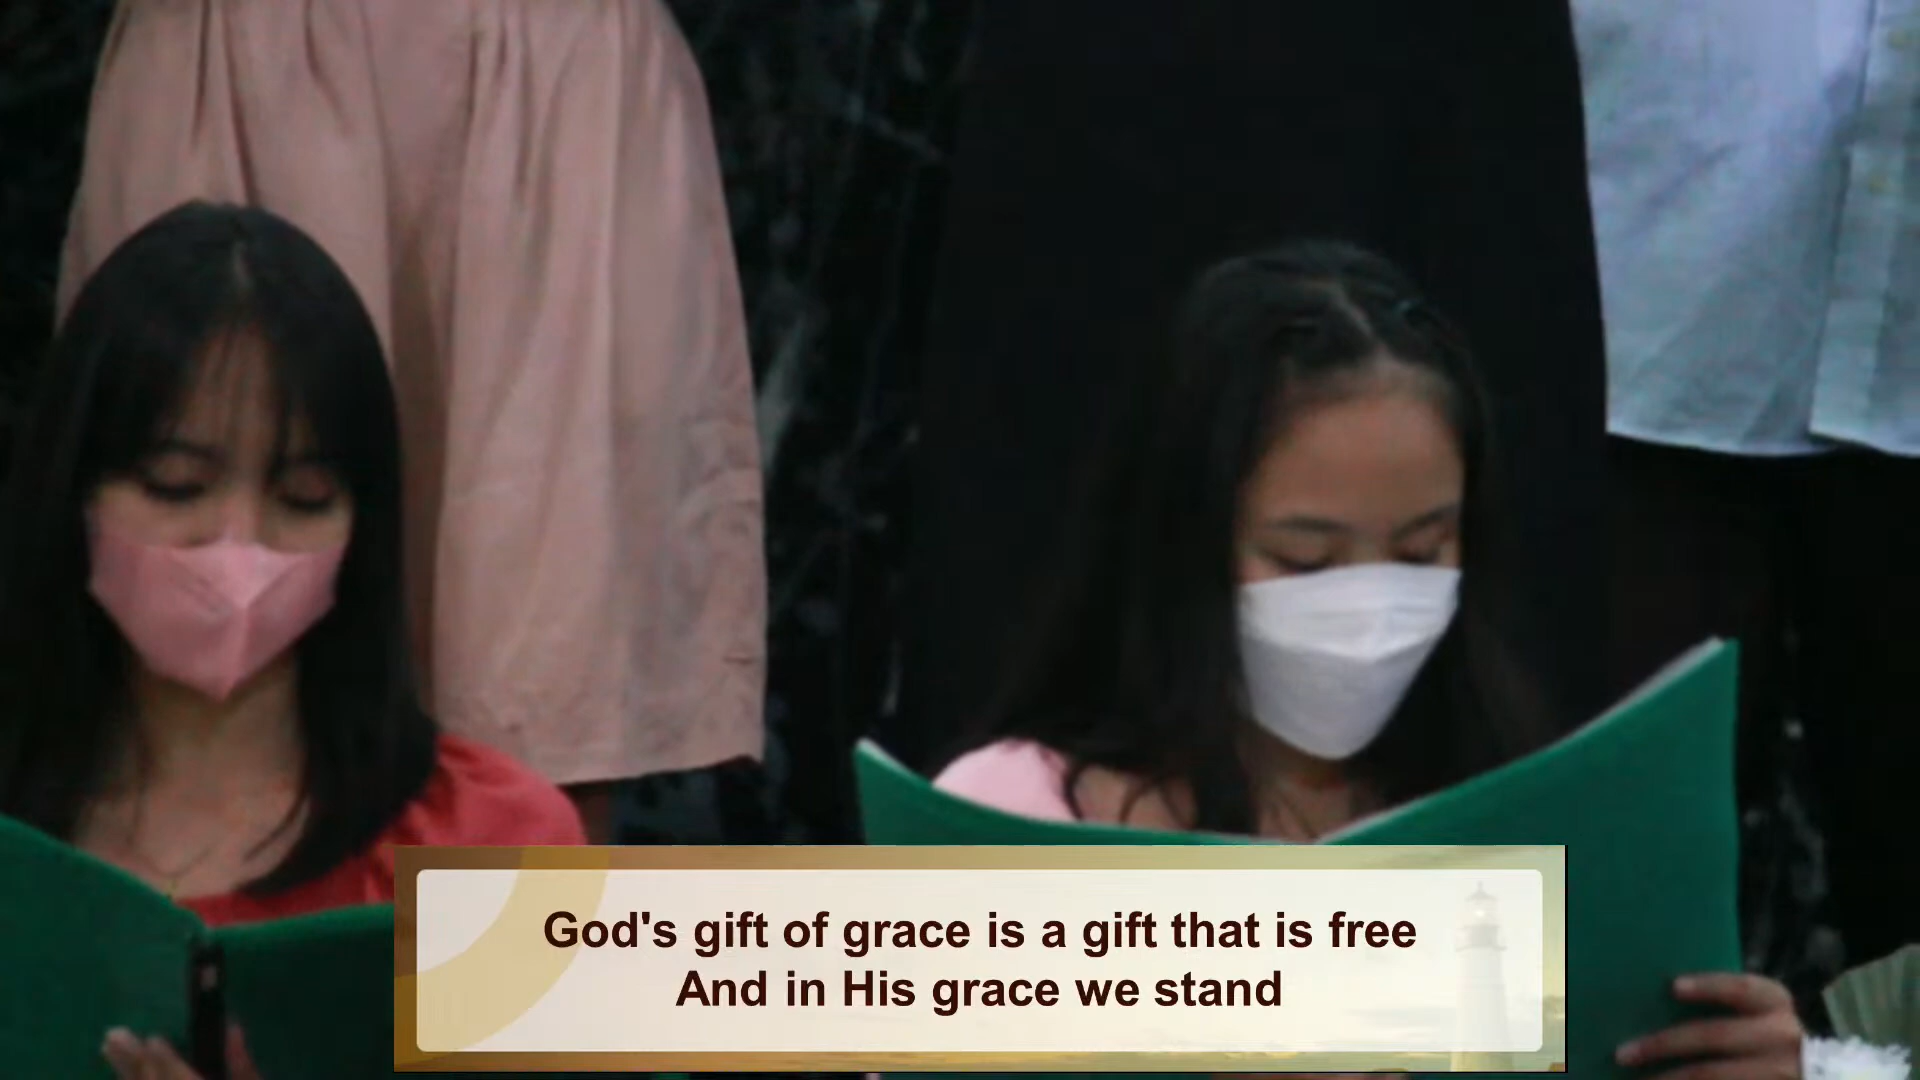 God's gift of grace is a gift that is free
And in His grace we stand